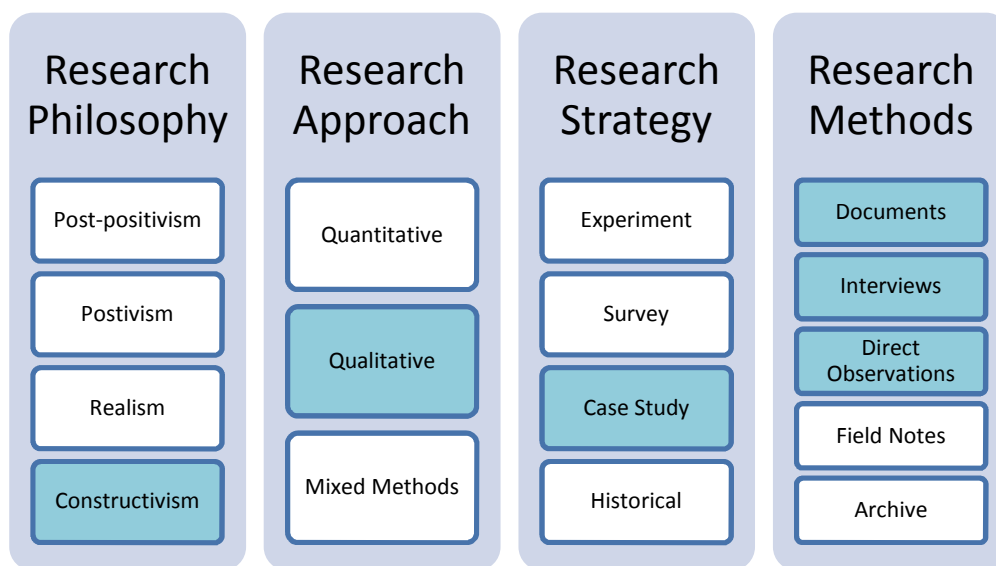 Research
Philosophy
Post-positivism
Postivism
Realism
Constructivism
Research
Approach
Quantitative
Qualitative
Mixed Methods
Research
Strategy
Experiment
Survey
Case Study
Historical
Research
Methods
Documents
Interviews
Direct
Observations
Field Notes
Archive